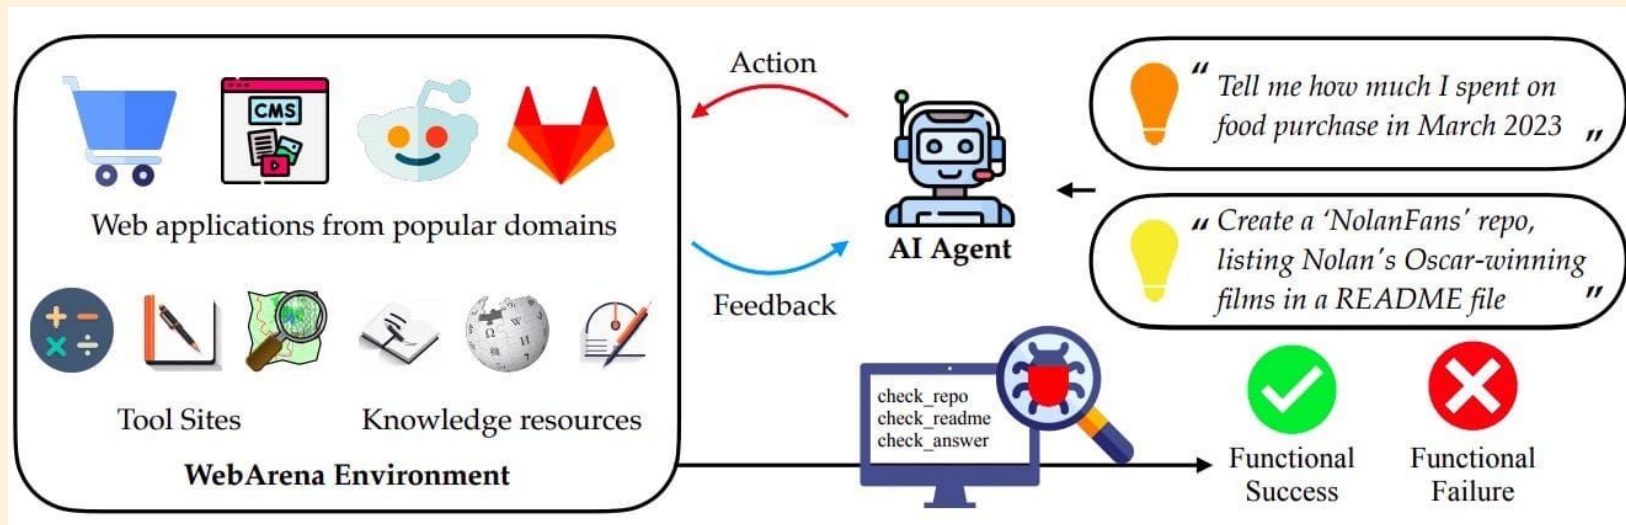 CMS
Web applications from popular domains
Tool Sites
Knowledge resources
WebArena Environment
Action
Feedback
AI Agent
“ Tell me how much I spent on
food purchase in March 2023 ”
“ Create a ‘NolanFans’ repo,
listing Nolan’s Oscar-winning
films in a README file ”
check_repo
check_readme
check_answer
Functional
Success
Functional
Failure